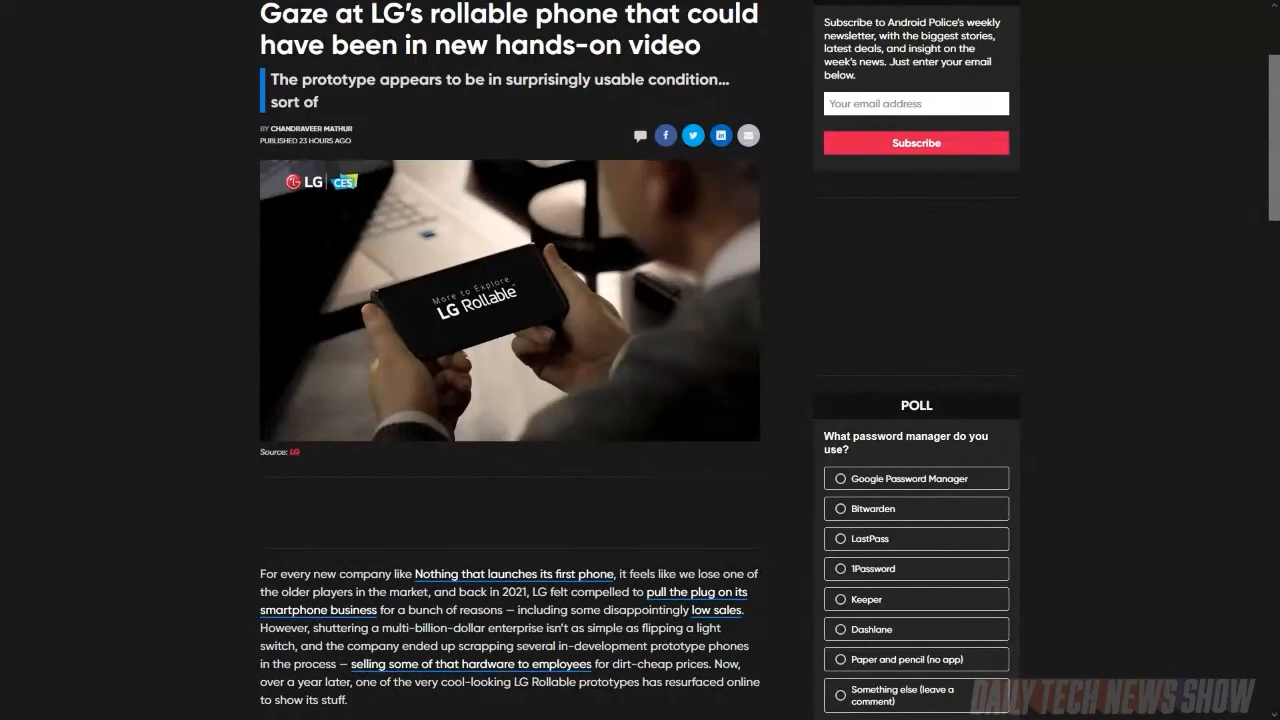 Gaze at LG's rollable phone that could
have been in new hands-on video
The prototype appears to be in surprisingly usable condition...
sort of
BY CHANDRAVEER MATHUR
PUBLISHED 23 HOURS AGO
LG CES
More to Explore
LG Rollable
Source: LG
For every new company like Nothing that launches its first phone, it feels like we lose one of
the older players in the market, and back in 2021, LG felt compelled to pull the plug on its
smartphone business for a bunch of reasons — including some disappointingly low sales.
However, shuttering a multi-billion-dollar enterprise isn't as simple as flipping a light
switch, and the company ended up scrapping several in-development prototype phones
in the process — selling some of that hardware to employees for dirt-cheap prices. Now,
over a year later, one of the very cool-looking LG Rollable prototypes has resurfaced online
to show its stuff.
Subscribe to Android Police's weekly
newsletter, with the biggest stories,
latest deals, and insight on the
week's news. Just enter your email
below.
Your email address
Subscribe
POLL
What password manager do you
use?
Google Password Manager
Bitwarden
LastPass
1Password
Keeper
Dashlane
Paper and pencil (no app)
Something else (leave a
comment)
DAILY TECH NEWS SHOW